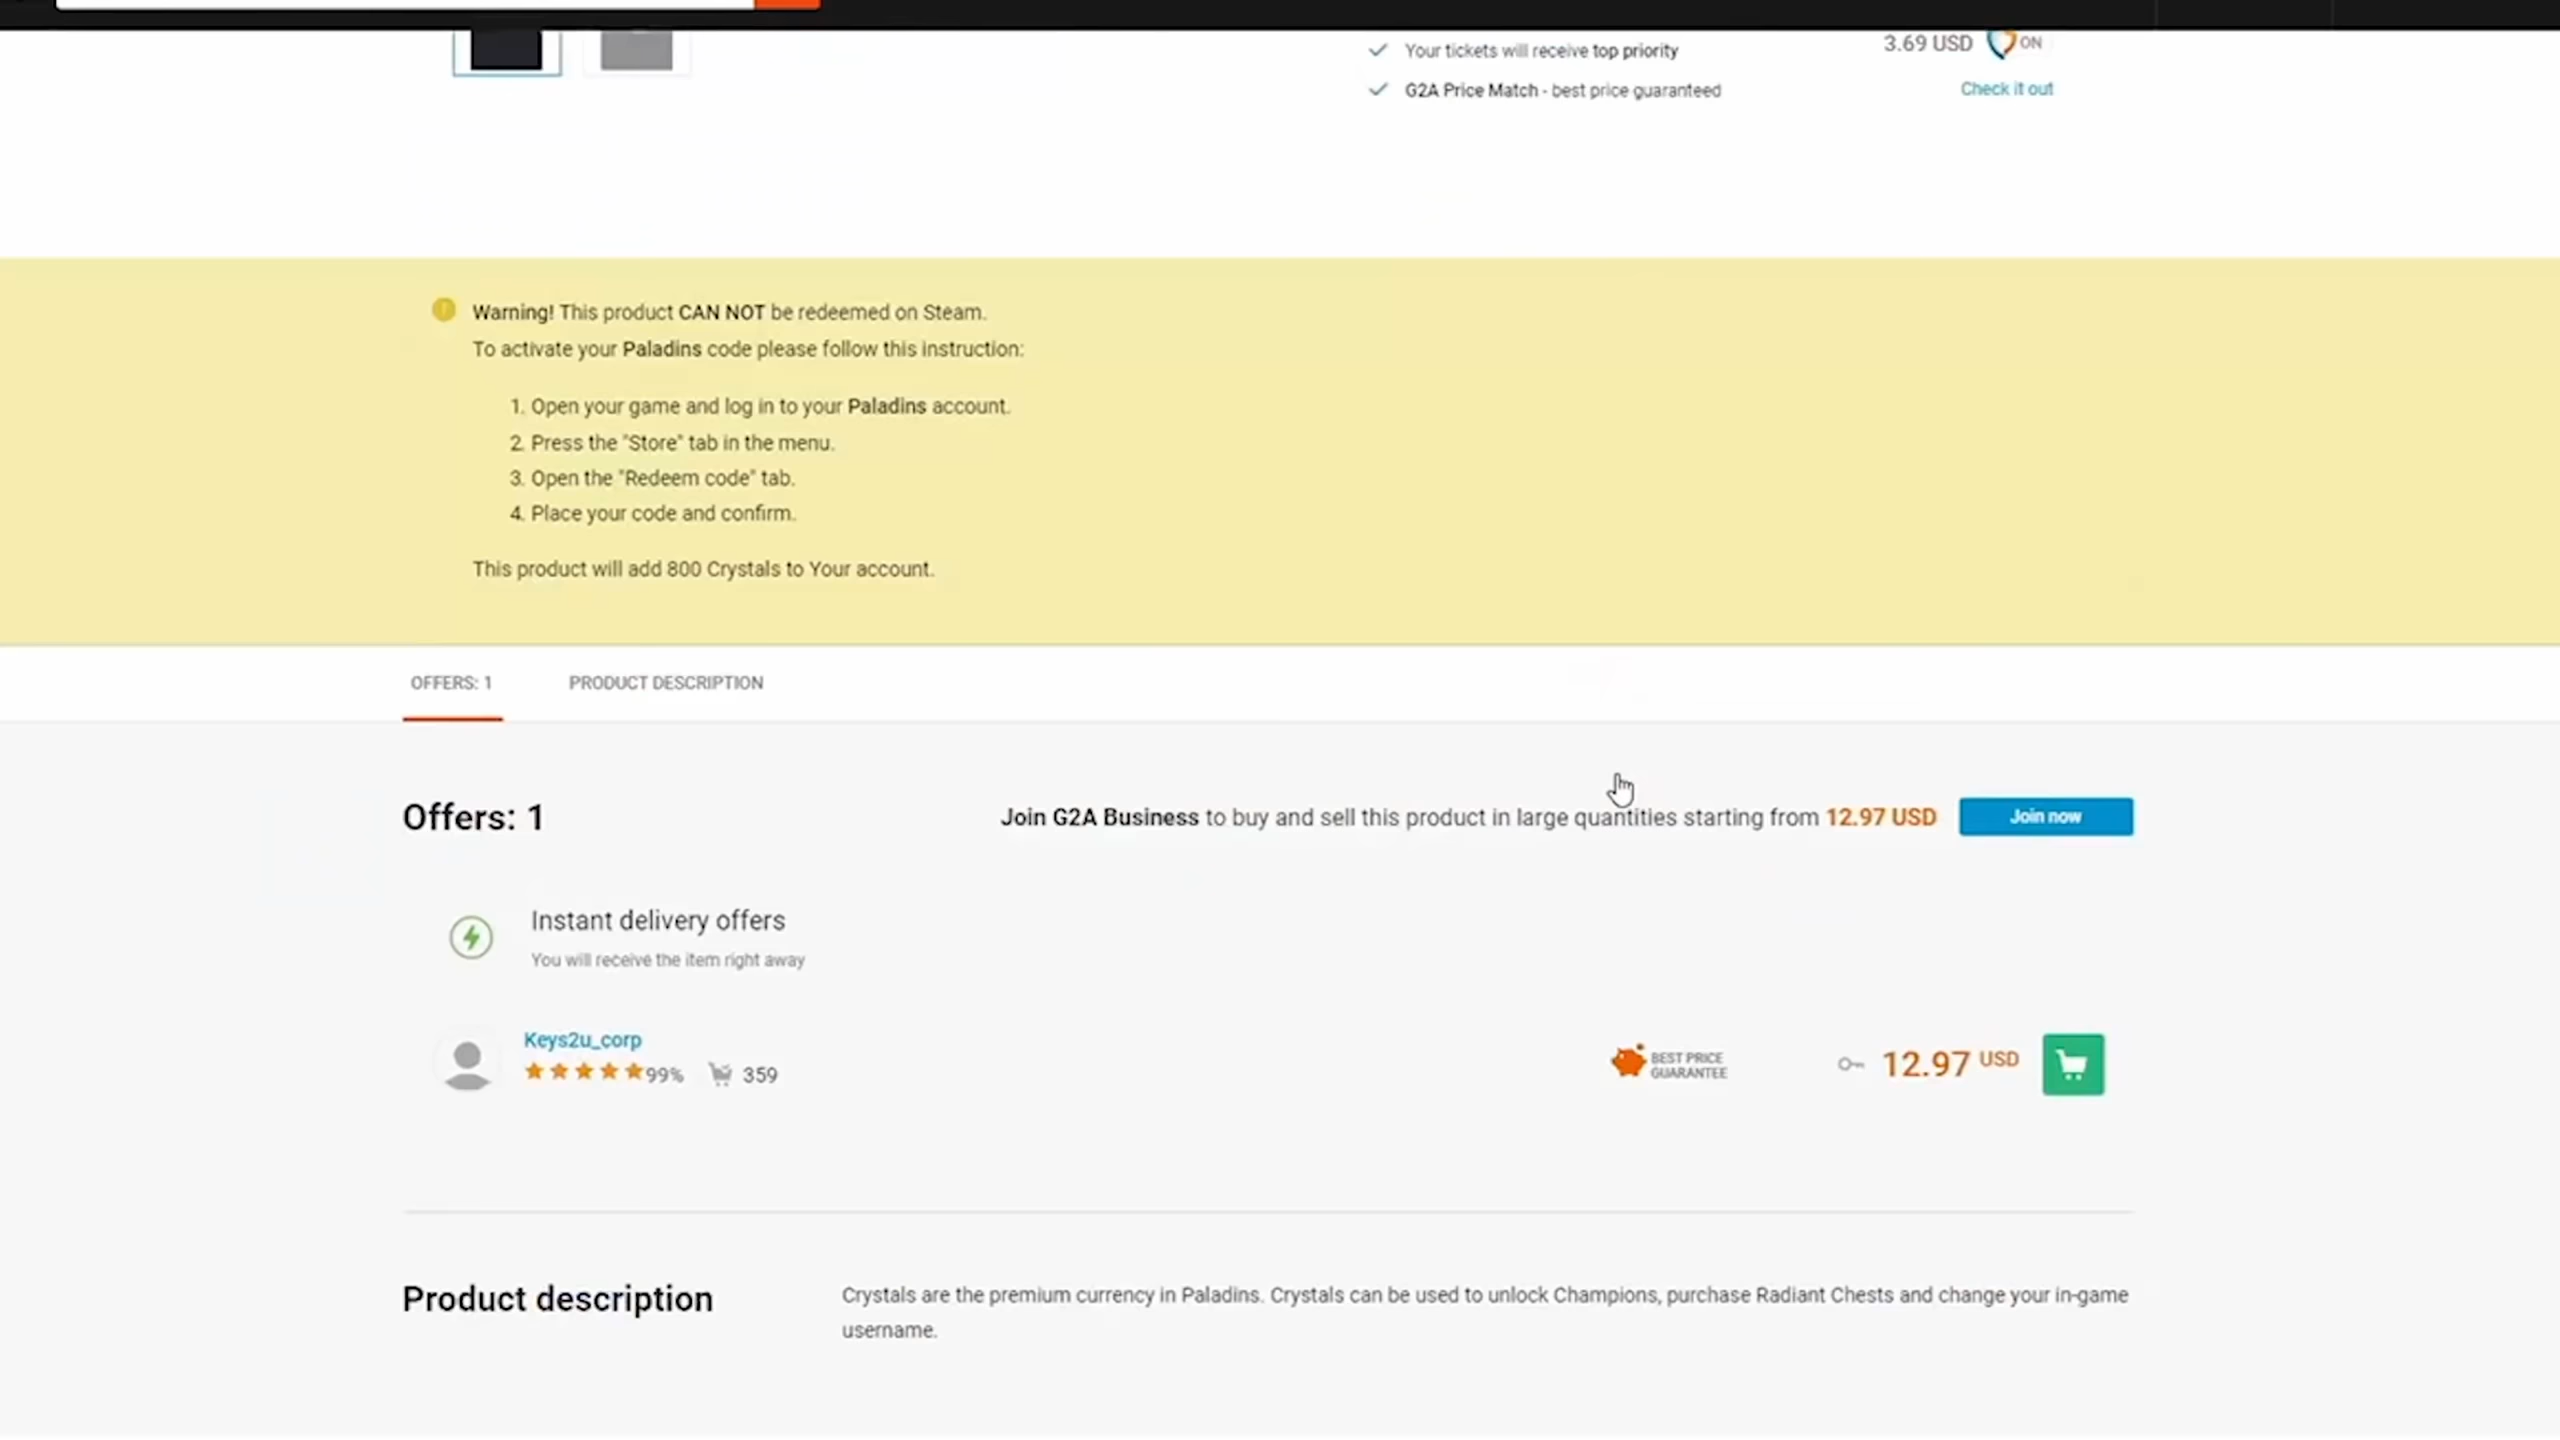 Your tickets will receive top priority
3.69 USD ON
G2A Price Match - best price guaranteed
Check it out
Warning! This product CAN NOT be redeemed on Steam.
To activate your Paladins code please follow this instruction:
1. Open your game and log in to your Paladins account.
2. Press the "Store" tab in the menu.
3. Open the "Redeem code" tab.
4. Place your code and confirm.
This product will add 800 Crystals to Your account.
OFFERS: 1 PRODUCT DESCRIPTION
Offers: 1
Join G2A Business to buy and sell this product in large quantities starting from 12.97 USD Join now
Instant delivery offers
You will receive the item right away
Keys2u_corp
99% 359
BEST PRICE
GUARANTEE
12.97 USD
Product description
Crystals are the premium currency in Paladins. Crystals can be used to unlock Champions, purchase Radiant Chests and change your in-game
username.